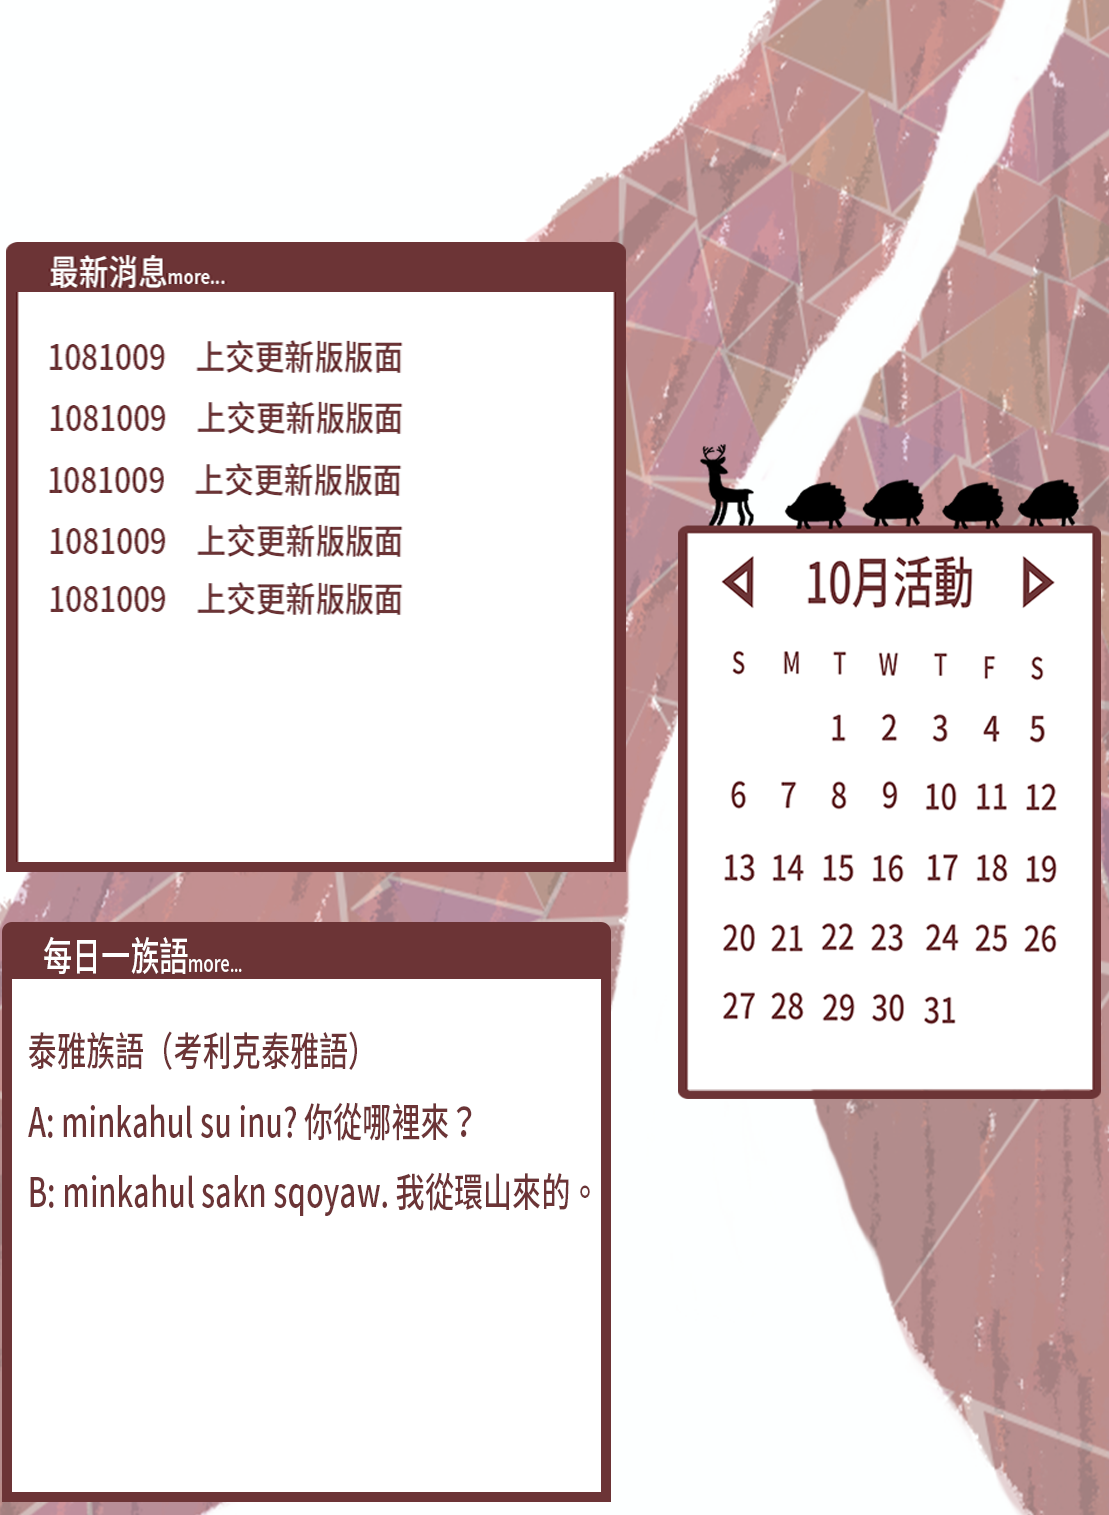 最新消息more...
1081009 上交更新版版面
1081009 上交更新版版面
1081009 上交更新版版面
1081009 上交更新版版面
1081009 上交更新版版面
10月活動
S M T W T F S
1 2 3 4 5
6 7 8 9 10 11 12
13 14 15 16 17 18 19
20 21 22 23 24 25 26
27 28 29 30 31
每日一族語more...
泰雅族語（考利克泰雅語）
A: minkahul su inu? 你從哪裡來？
B: minkahul sakn sqoyaw. 我從環山來的。